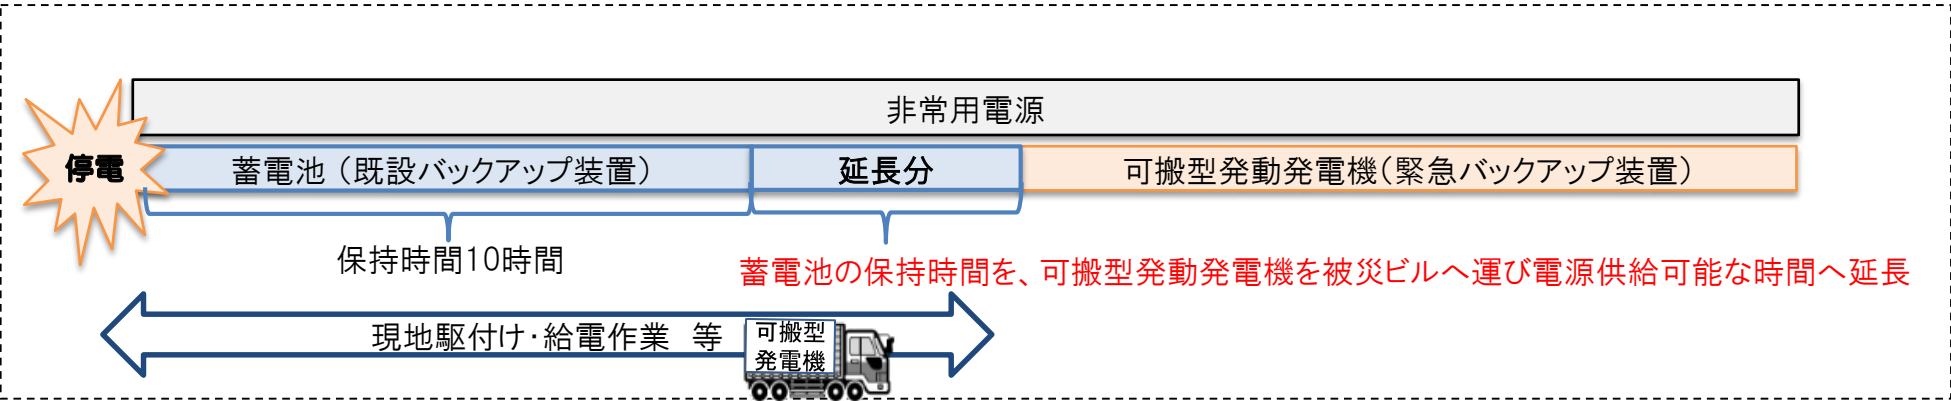 非常用電源
停電
蓄電池（既設バックアップ装置）
延長分
可搬型発動発電機（緊急バックアップ装置）
保持時間10時間
蓄電池の保持時間を、可搬型発動発電機を被災ビルへ運び電源供給可能な時間へ延長
現地駆付け・給電作業　等
可搬型
発電機